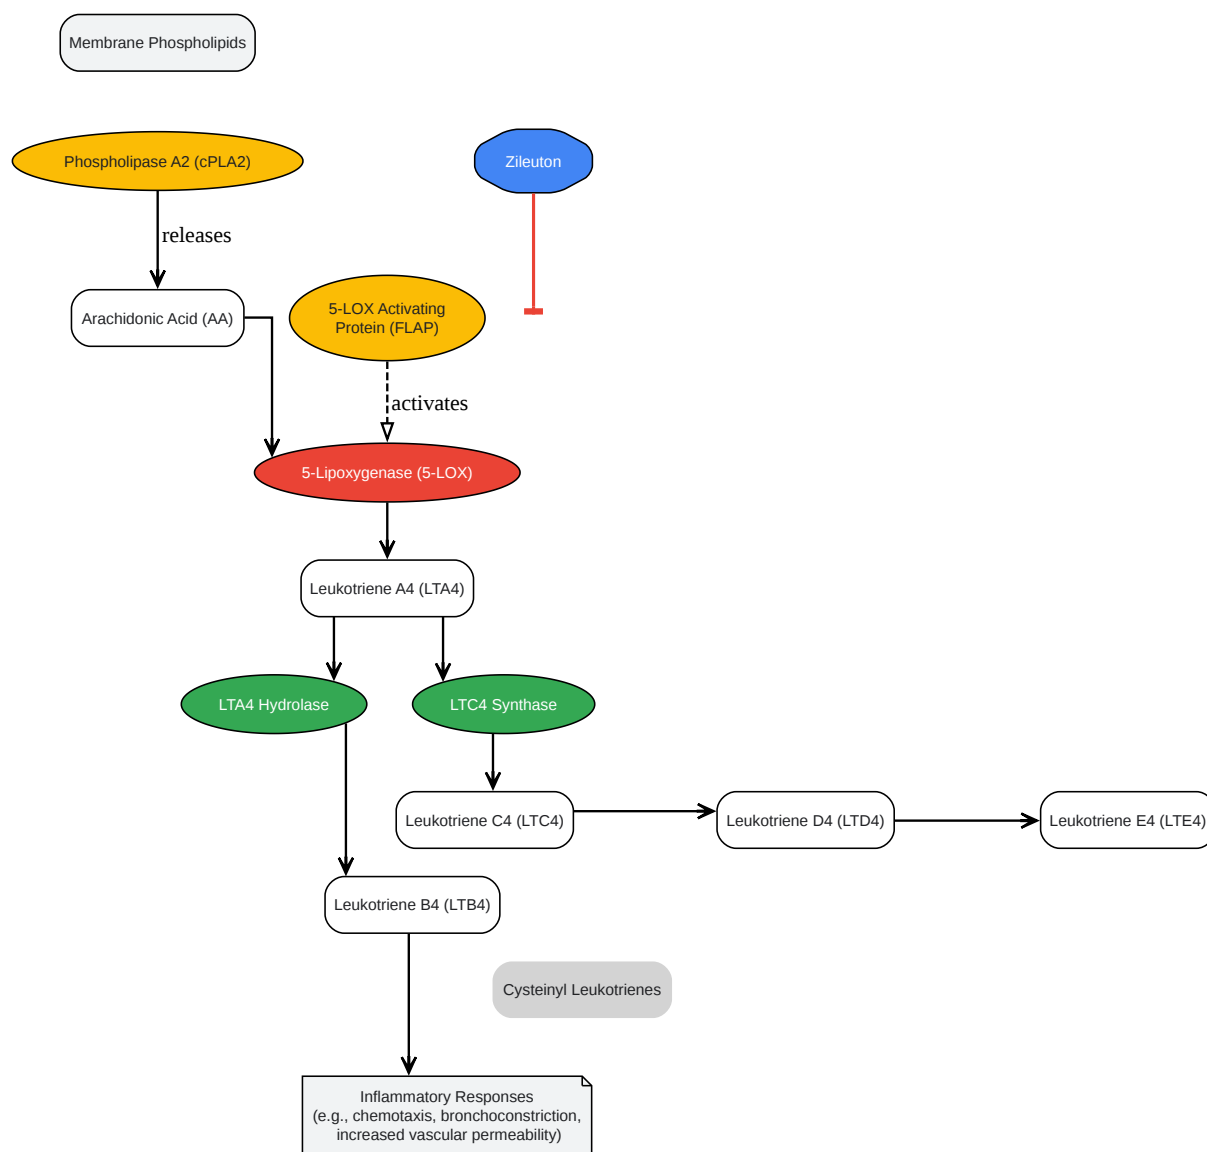 Membrane Phospholipids
Phospholipase A2 (cPLA2)
Zileuton
releases
Arachidonic Acid (AA)
5-LOX Activating
Protein (FLAP)
activates
5-Lipoxygenase (5-LOX)
Leukotriene A4 (LTA4)
LTA4 Hydrolase
LTC4 Synthase
Leukotriene C4 (LTC4)
Leukotriene D4 (LTD4)
Leukotriene E4 (LTE4)
Leukotriene B4 (LTB4)
Cysteinyl Leukotrienes
Inflammatory Responses
(e.g., chemotaxis, bronchoconstriction,
increased vascular permeability)